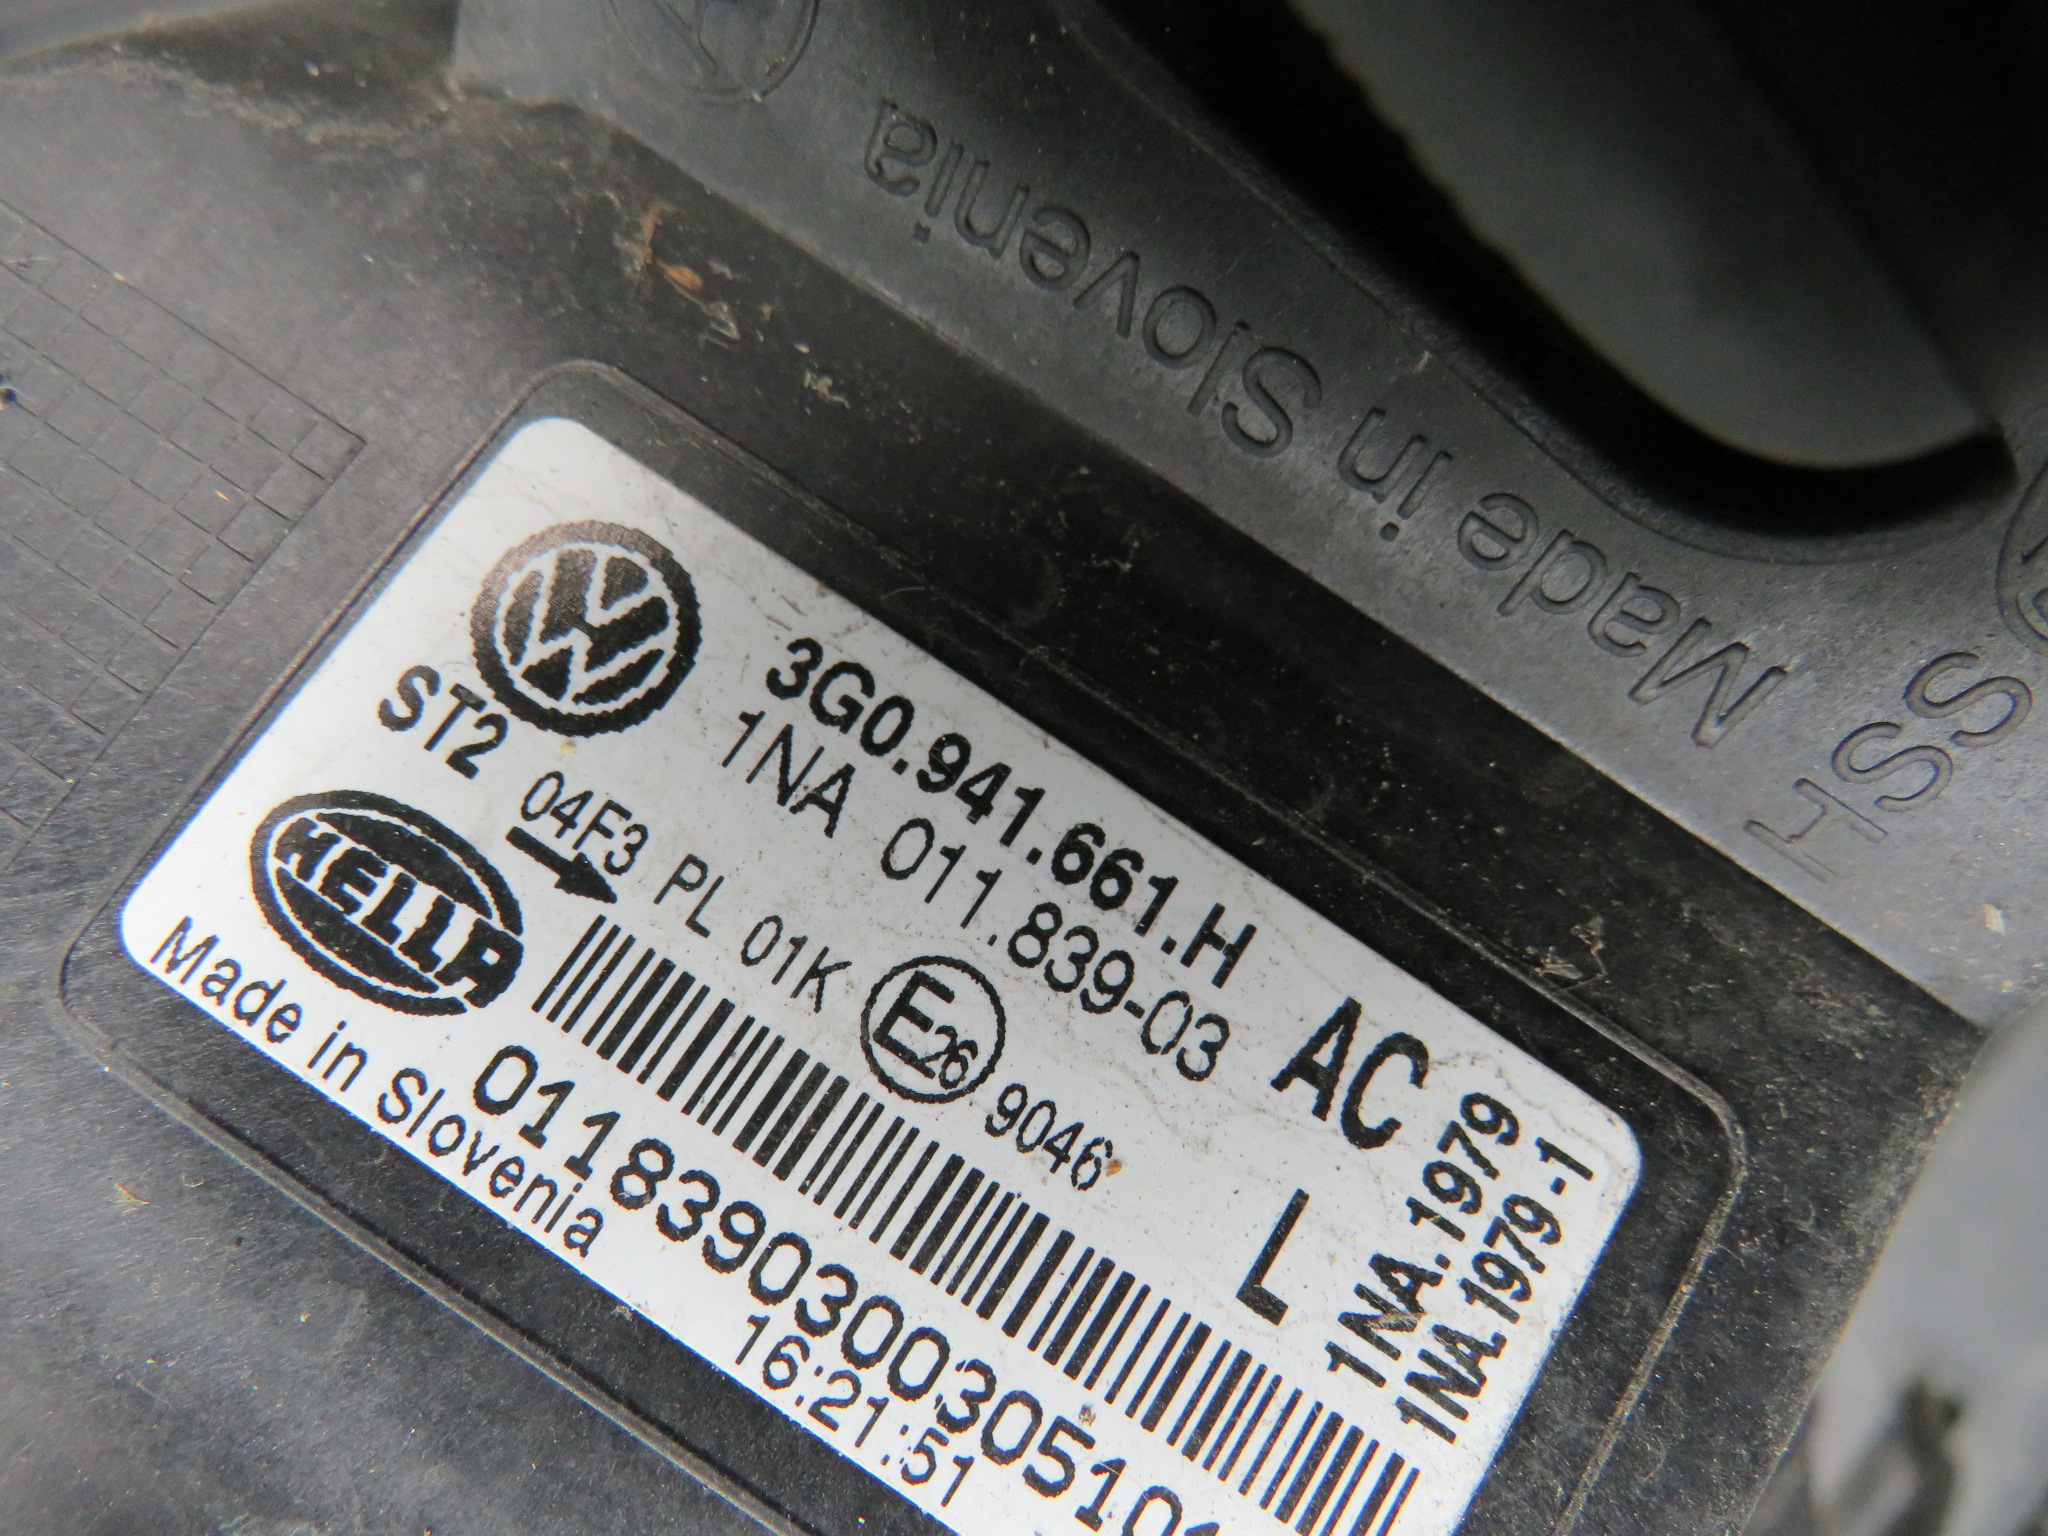 Made in Slovenia
HSS
3G0.941.661.H
1NA 011.839-03
AC
ST2
04F3 PL 01K
E26
9046
L
1NA.1979
1NA.1979-1
HELLA
Made in Slovenia
16:21:51